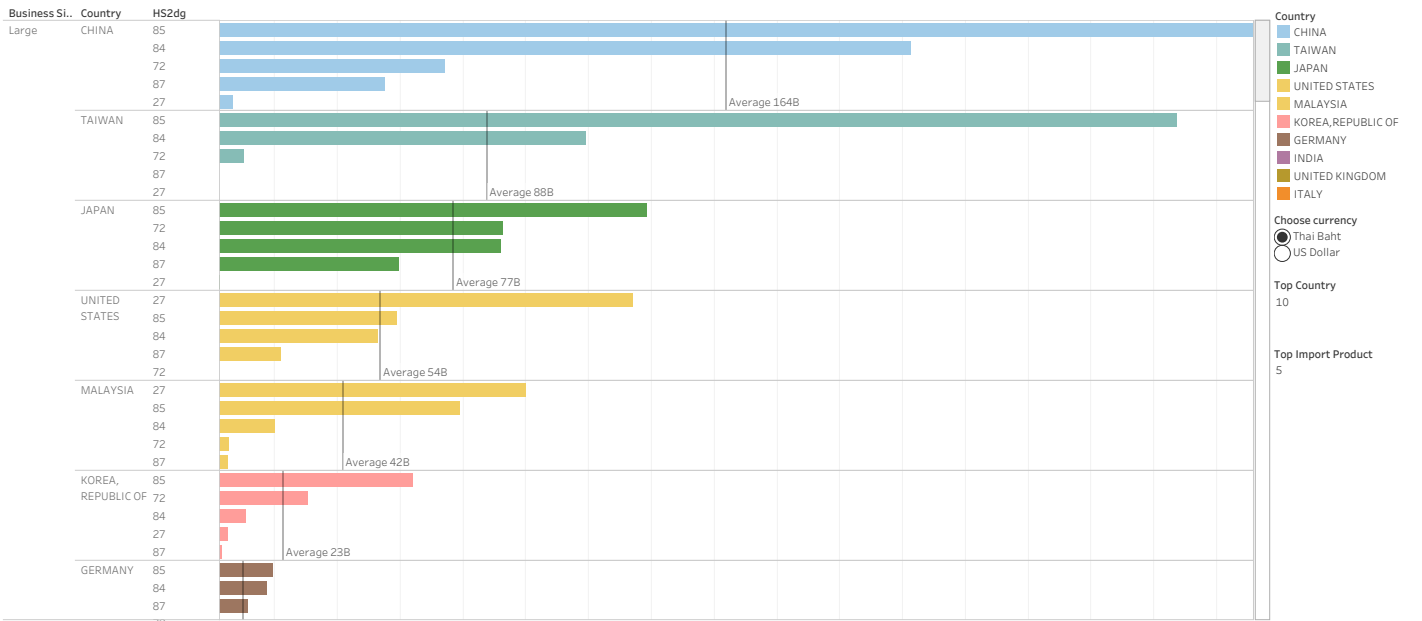 Business Si.. Country HS2dg
Large CHINA 85
84
72
87
27
Average 164B
TAIWAN 85
84
72
87
27
Average 88B
JAPAN 85
72
84
87
27
Average 77B
UNITED STATES 27
85
84
87
72
Average 54B
MALAYSIA 27
85
84
72
87
Average 42B
KOREA, 85
REPUBLIC OF 72
84
27
87
Average 23B
GERMANY 85
84
87
Country
CHINA
TAIWAN
JAPAN
UNITED STATES
MALAYSIA
KOREA,REPUBLIC OF
GERMANY
INDIA
UNITED KINGDOM
ITALY
Choose currency
Thai Baht
US Dollar
Top Country
10
Top Import Product
5